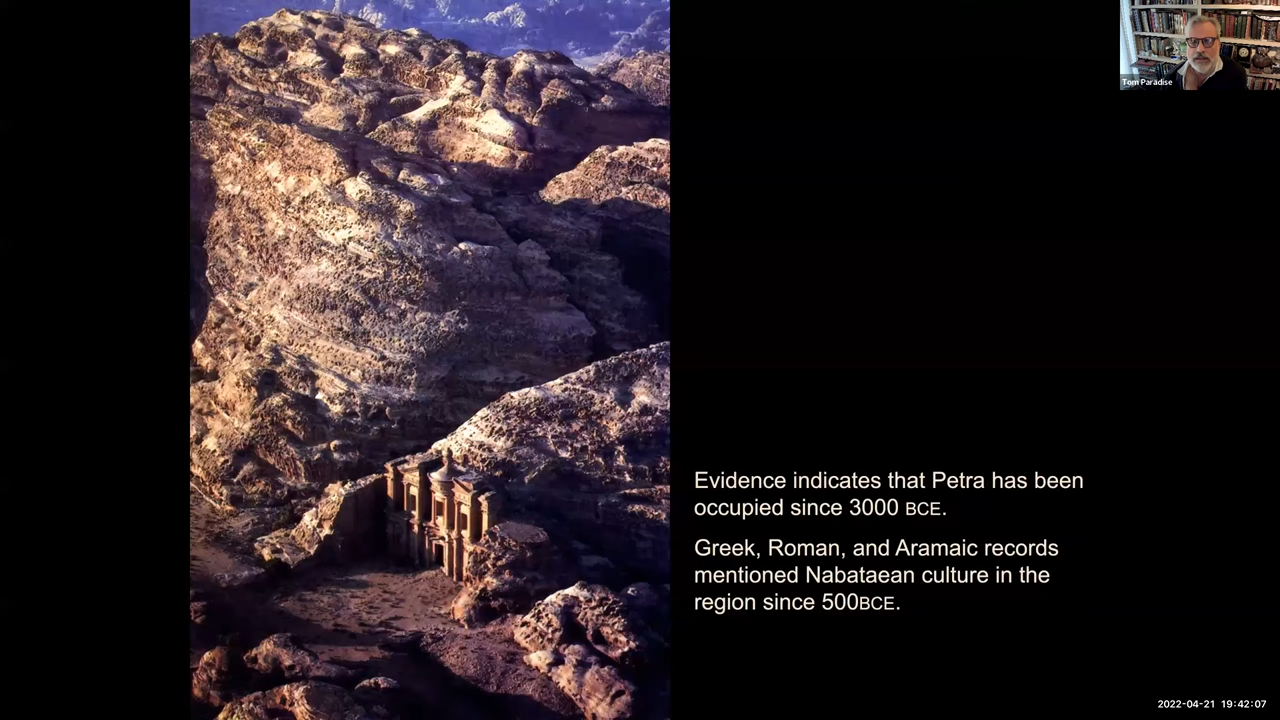 Tom Paradise
Evidence indicates that Petra has been
occupied since 3000 BCE.
Greek, Roman, and Aramaic records
mentioned Nabataean culture in the
region since 500BCE.
2022-04-21 19:42:07